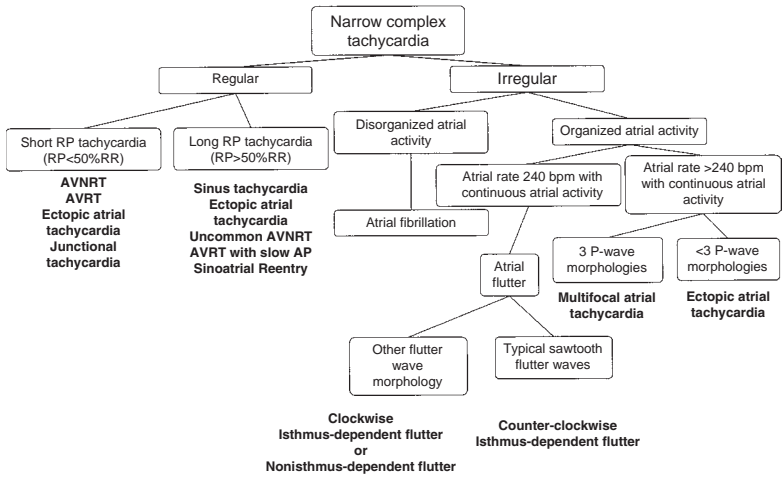 Narrow complex
tachycardia
Regular
Irregular
Short RP tachycardia
(RP<50%RR)
AVNRT
AVRT
Ectopic atrial
tachycardia
Junctional
tachycardia
Long RP tachycardia
(RP>50%RR)
Sinus tachycardia
Ectopic atrial
tachycardia
Uncommon AVNRT
AVRT with slow AP
Sinoatrial Reentry
Disorganized atrial
activity
Atrial fibrillation
Organized atrial activity
Atrial rate 240 bpm with
continuous atrial activity
Atrial rate >240 bpm
with continuous atrial
activity
Atrial
flutter
3 P-wave
morphologies
Multifocal atrial
tachycardia
<3 P-wave
morphologies
Ectopic atrial
tachycardia
Other flutter
wave
morphology
Typical sawtooth
flutter waves
Clockwise
Isthmus-dependent flutter
or
Nonisthmus-dependent flutter
Counter-clockwise
Isthmus-dependent flutter